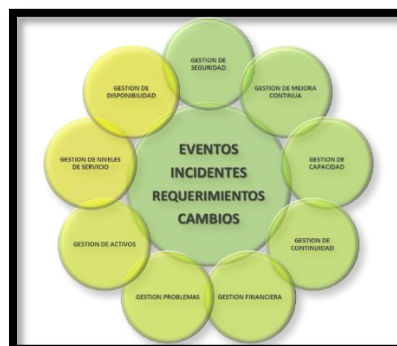 GESTION DE
SEGURIDAD
GESTION DE MEJORA
CONTINUA
GESTION DE
CAPACIDAD
GESTION DE
CONTINUIDAD
GESTION FINANCIERA
GESTION PROBLEMAS
GESTION DE ACTIVOS
GESTION DE NIVELES
DE SERVICIO
GESTION DE
DISPONIBILIDAD
EVENTOS
INCIDENTES
REQUERIMIENTOS
CAMBIOS